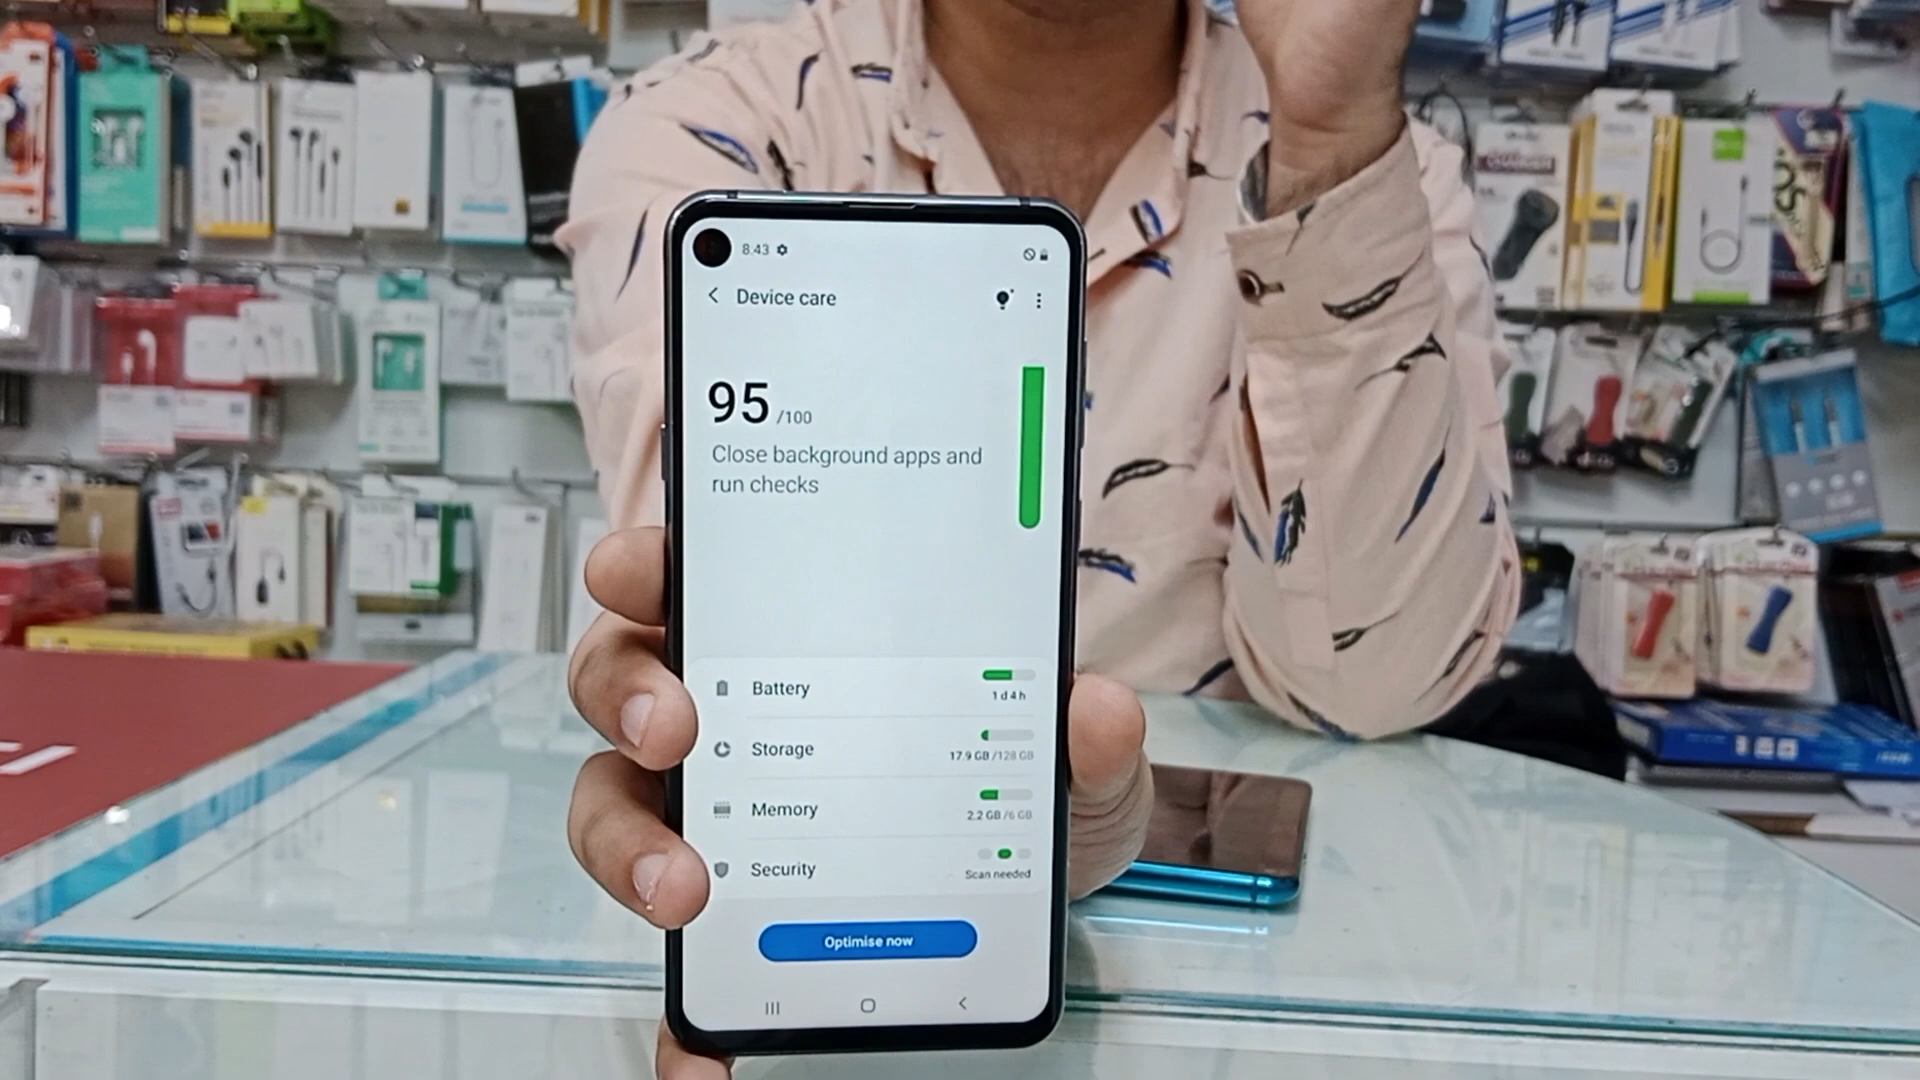 8:43
Device care
95 /100
Close background apps and
run checks
Battery
1 d 4 h
Storage
17.9 GB /128 GB
Memory
2.2 GB /6 GB
Security
Scan needed
Optimise now
CHARGER